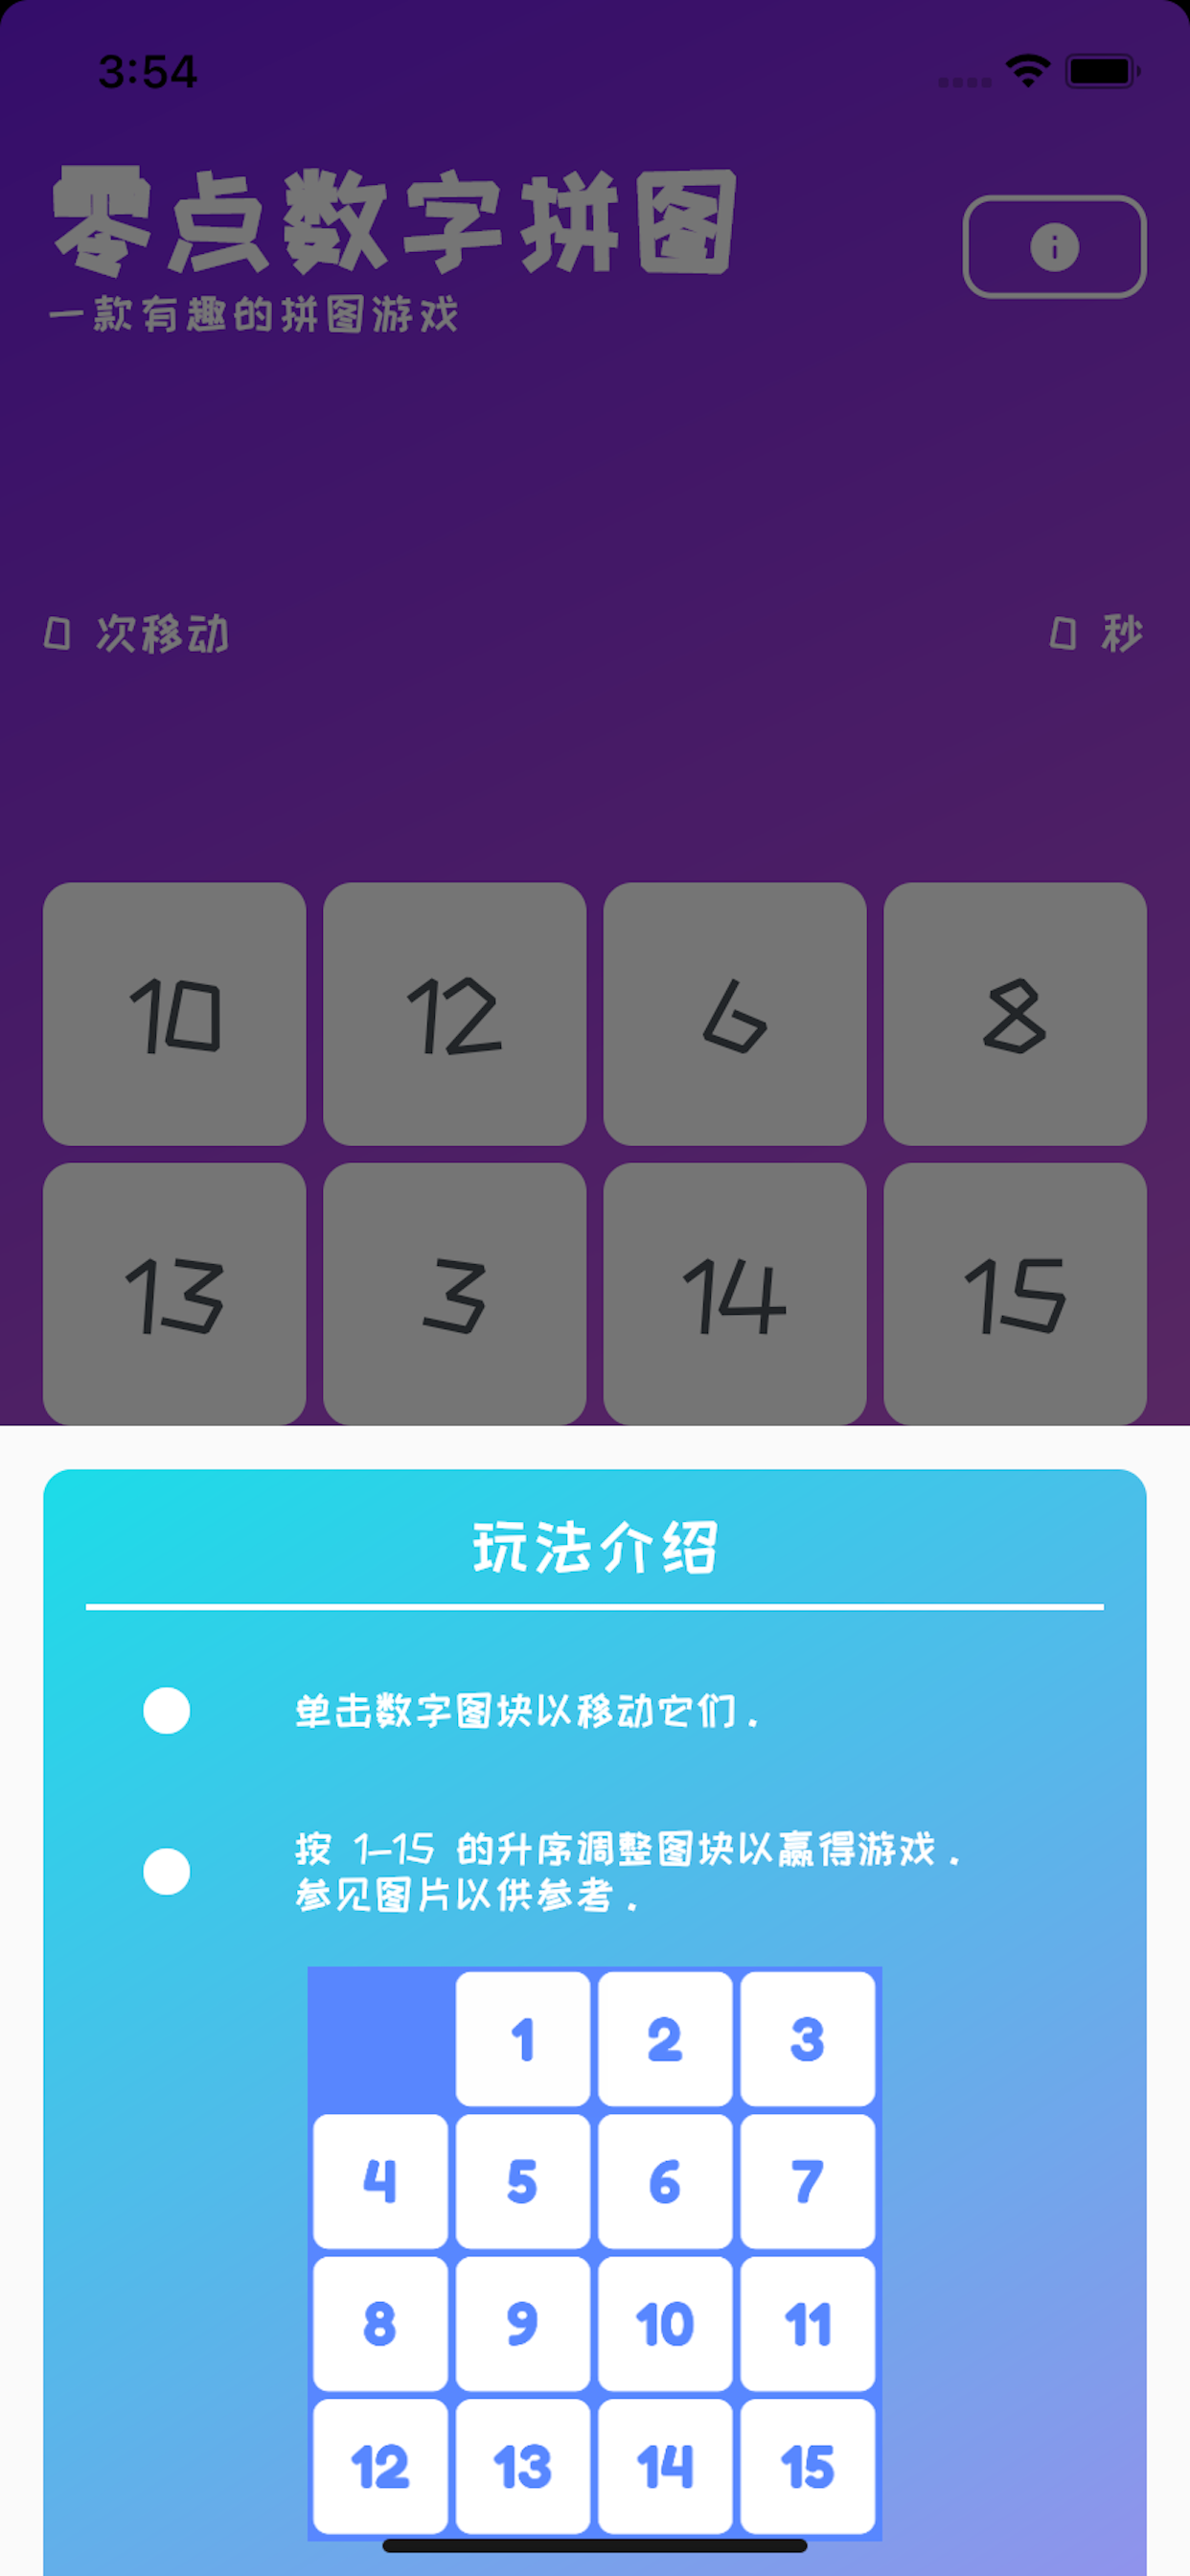 3:54
零点数字拼图
一款有趣的拼图游戏
0 次移动
0 秒
10 12 6 8
13 3 14 15
玩法介绍
单击数字图块以移动它们.
按 1-15 的升序调整图块以赢得游戏.
参见图片以供参考.
1 2 3
4 5 6 7
8 9 10 11
12 13 14 15